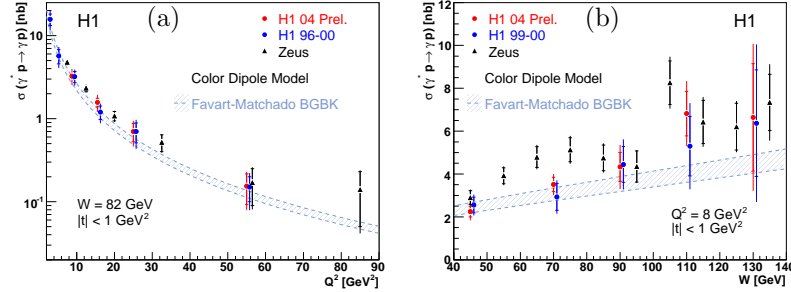 σ (γ* p → γ p) [nb]
H1
(a)
H1 04 Prel.
H1 96-00
Zeus
Color Dipole Model
Favart-Matchado BGBK
W = 82 GeV
|t| < 1 GeV²
10
1
10⁻¹
0 10 20 30 40 50 60 70 80 90
Q² [GeV²]
σ (γ* p → γ p) [nb]
(b)
H1
H1 04 Prel.
H1 99-00
Zeus
Color Dipole Model
Favart-Matchado BGBK
Q² = 8 GeV²
|t| < 1 GeV²
12
10
8
6
4
2
0
40 50 60 70 80 90 100 110 120 130 140
W [GeV]